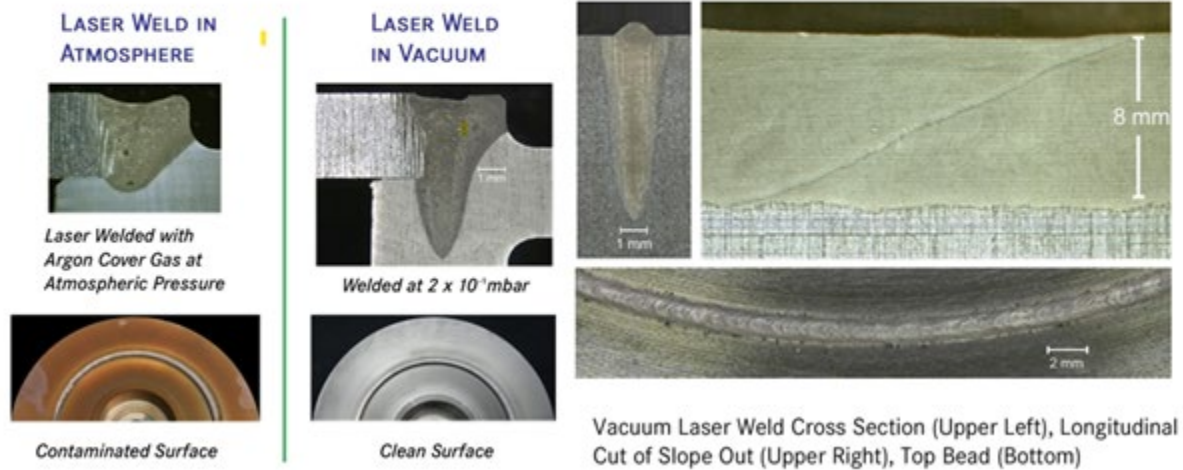 LASER WELD IN
ATMOSPHERE
Laser Welded with
Argon Cover Gas at
Atmospheric Pressure
Contaminated Surface
LASER WELD
IN VACUUM
1 mm
Welded at 2 x 10 mbar
Clean Surface
1 mm
8 mm
2 mm
Vacuum Laser Weld Cross Section (Upper Left), Longitudinal
Cut of Slope Out (Upper Right), Top Bead (Bottom)